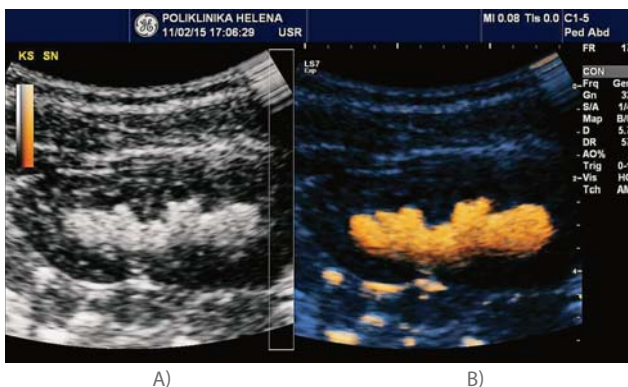 POLIKLINIKA HELENA
11/02/15 17:06:29 USR
MI 0.08 TIs 0.0 C1-5
Ped Abd
KS SN
LS7
FR
CON
Frq
Gn
S/A
Map
D
DR
AO%
Trig
Vis
Tch
A)
B)